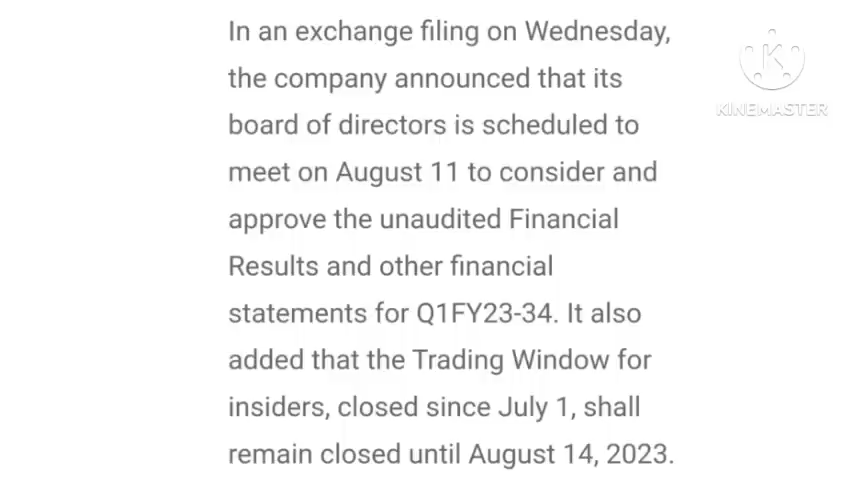 In an exchange filing on Wednesday,
the company announced that its
board of directors is scheduled to
meet on August 11 to consider and
approve the unaudited Financial
Results and other financial
statements for Q1FY23-34. It also
added that the Trading Window for
insiders, closed since July 1, shall
remain closed until August 14, 2023.
K
KINEMASTER